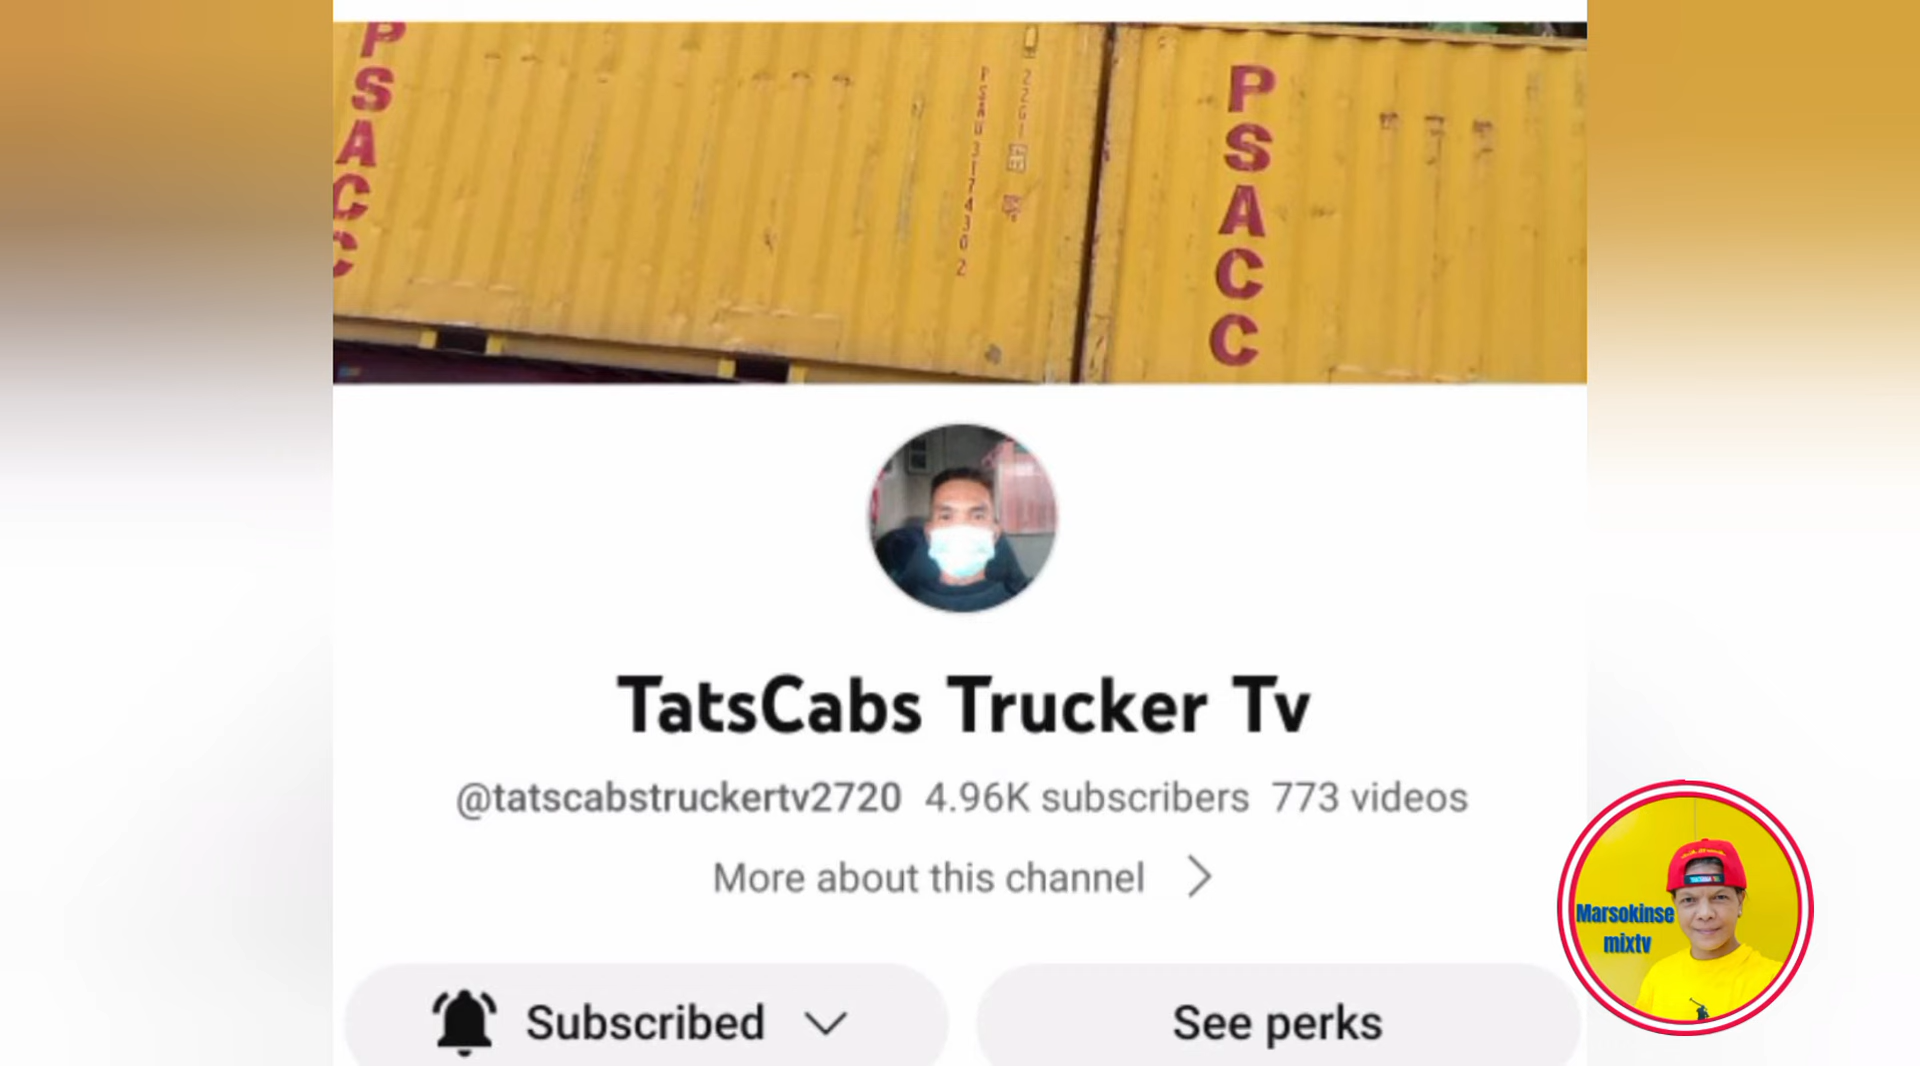 PSACC
PSACC
TatsCabs Trucker Tv
@tatscabstruckertv2720 4.96K subscribers 773 videos
More about this channel
Subscribed
See perks
Marsokinse
mixtv